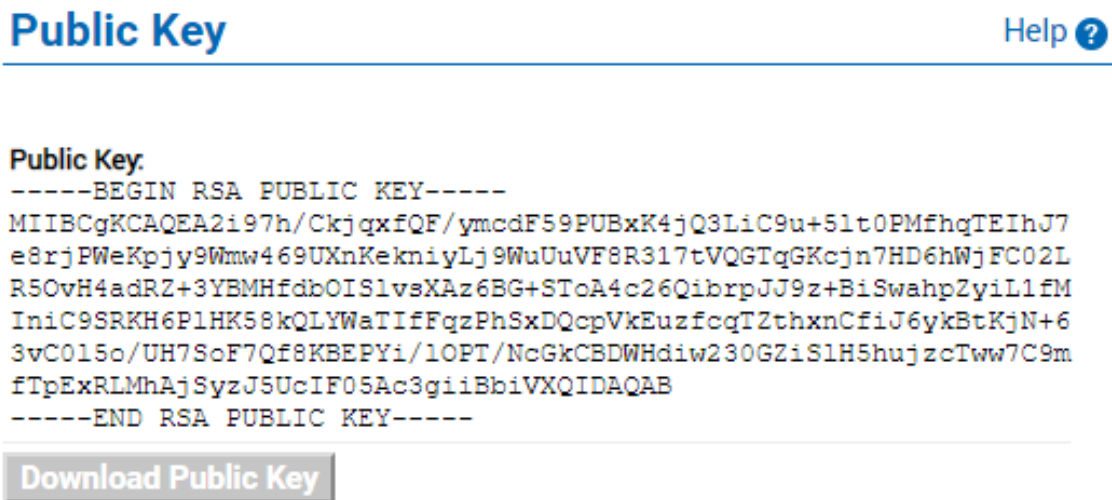 Public Key
Help ?
Public Key:
-----BEGIN RSA PUBLIC KEY-----
MIIBCgKCAQEA2i97h/CkjqxfQF/ymcdF59PUBxK4jQ3LiC9u+5lt0PMfhqTEIhJ7
e8rjPWeKpjy9Wmw469UXnKekniyLj9WuUuVF8R317tVQGTqGKcjn7HD6hWjFC02L
R5OvH4adRZ+3YBMHfdbOISlvsXAz6BG+SToA4c26QibrpJJ9z+BiSwahpZyiL1fM
IniC9SRKH6PlHK58kQLYWaTIfFqzPhSxDQcpVkEuzfcqTZthxnCfiJ6ykBtKjN+6
3vC0l5o/UH7SoF7Qf8KBEPYi/lOPT/NcGkCBDWHdiw230GZiSlH5hujzcTww7C9m
fTpExRLMhAjSyzJ5UcIF05Ac3giiBbiVXQIDAQAB
-----END RSA PUBLIC KEY-----
Download Public Key